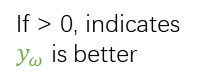 If > 0, indicates
yω is better